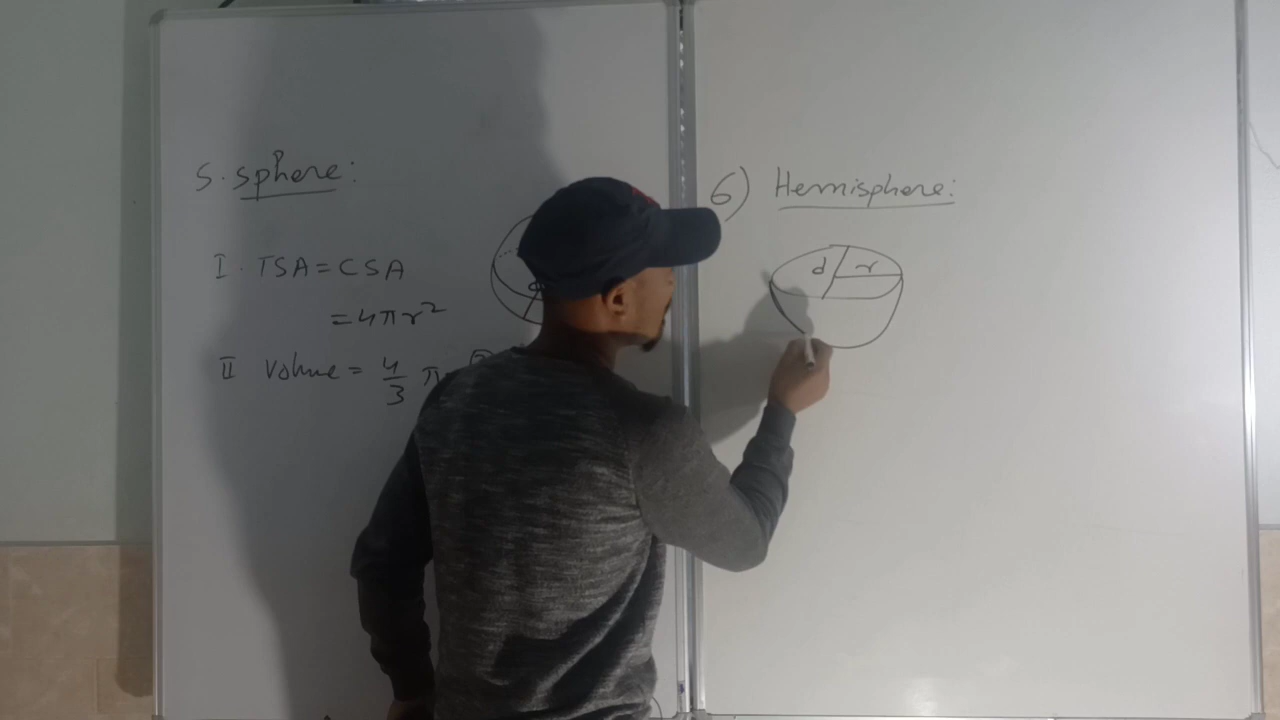 5. sphere:
I. TSA = CSA
= 4πr²
II Volume = 4/3 π
6) Hemisphere:
d r